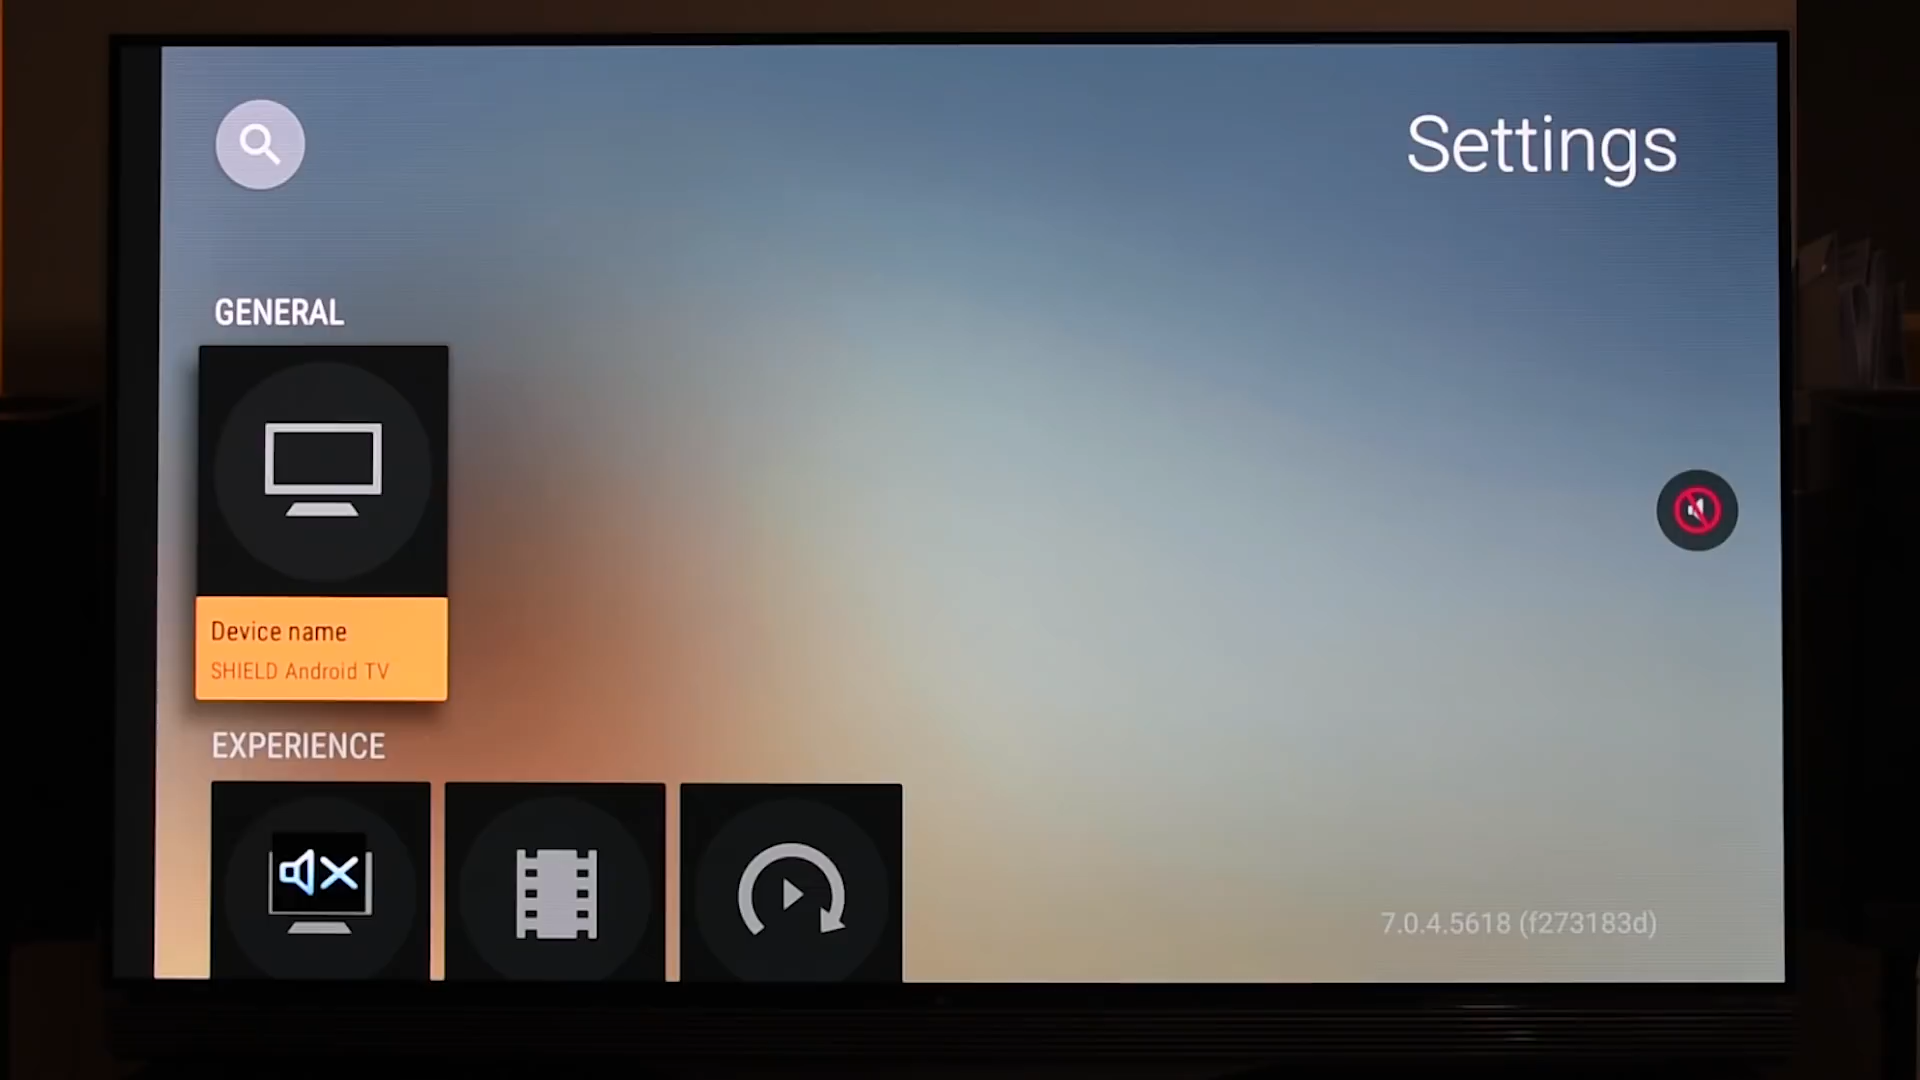 Settings
GENERAL
Device name
SHIELD Android TV
EXPERIENCE
7.0.4.5618 (f273183d)